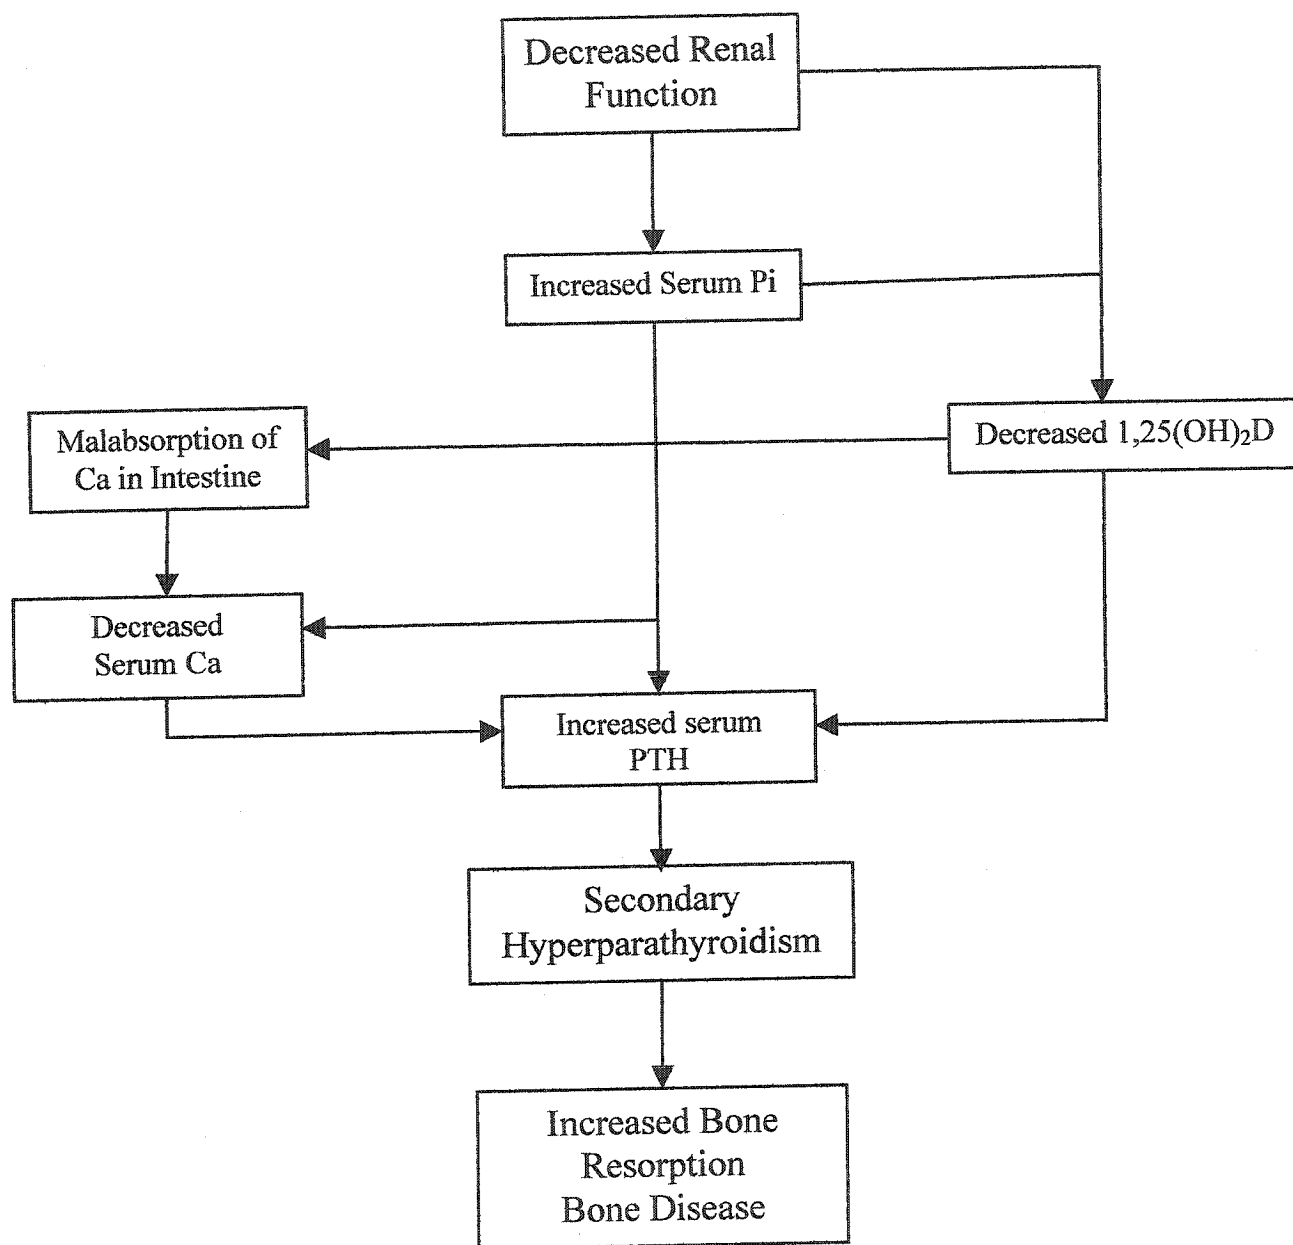 Decreased Renal
Function
Increased Serum Pi
Malabsorption of
Ca in Intestine
Decreased 1,25(OH)₂D
Decreased
Serum Ca
Increased serum
PTH
Secondary
Hyperparathyroidism
Increased Bone
Resorption
Bone Disease